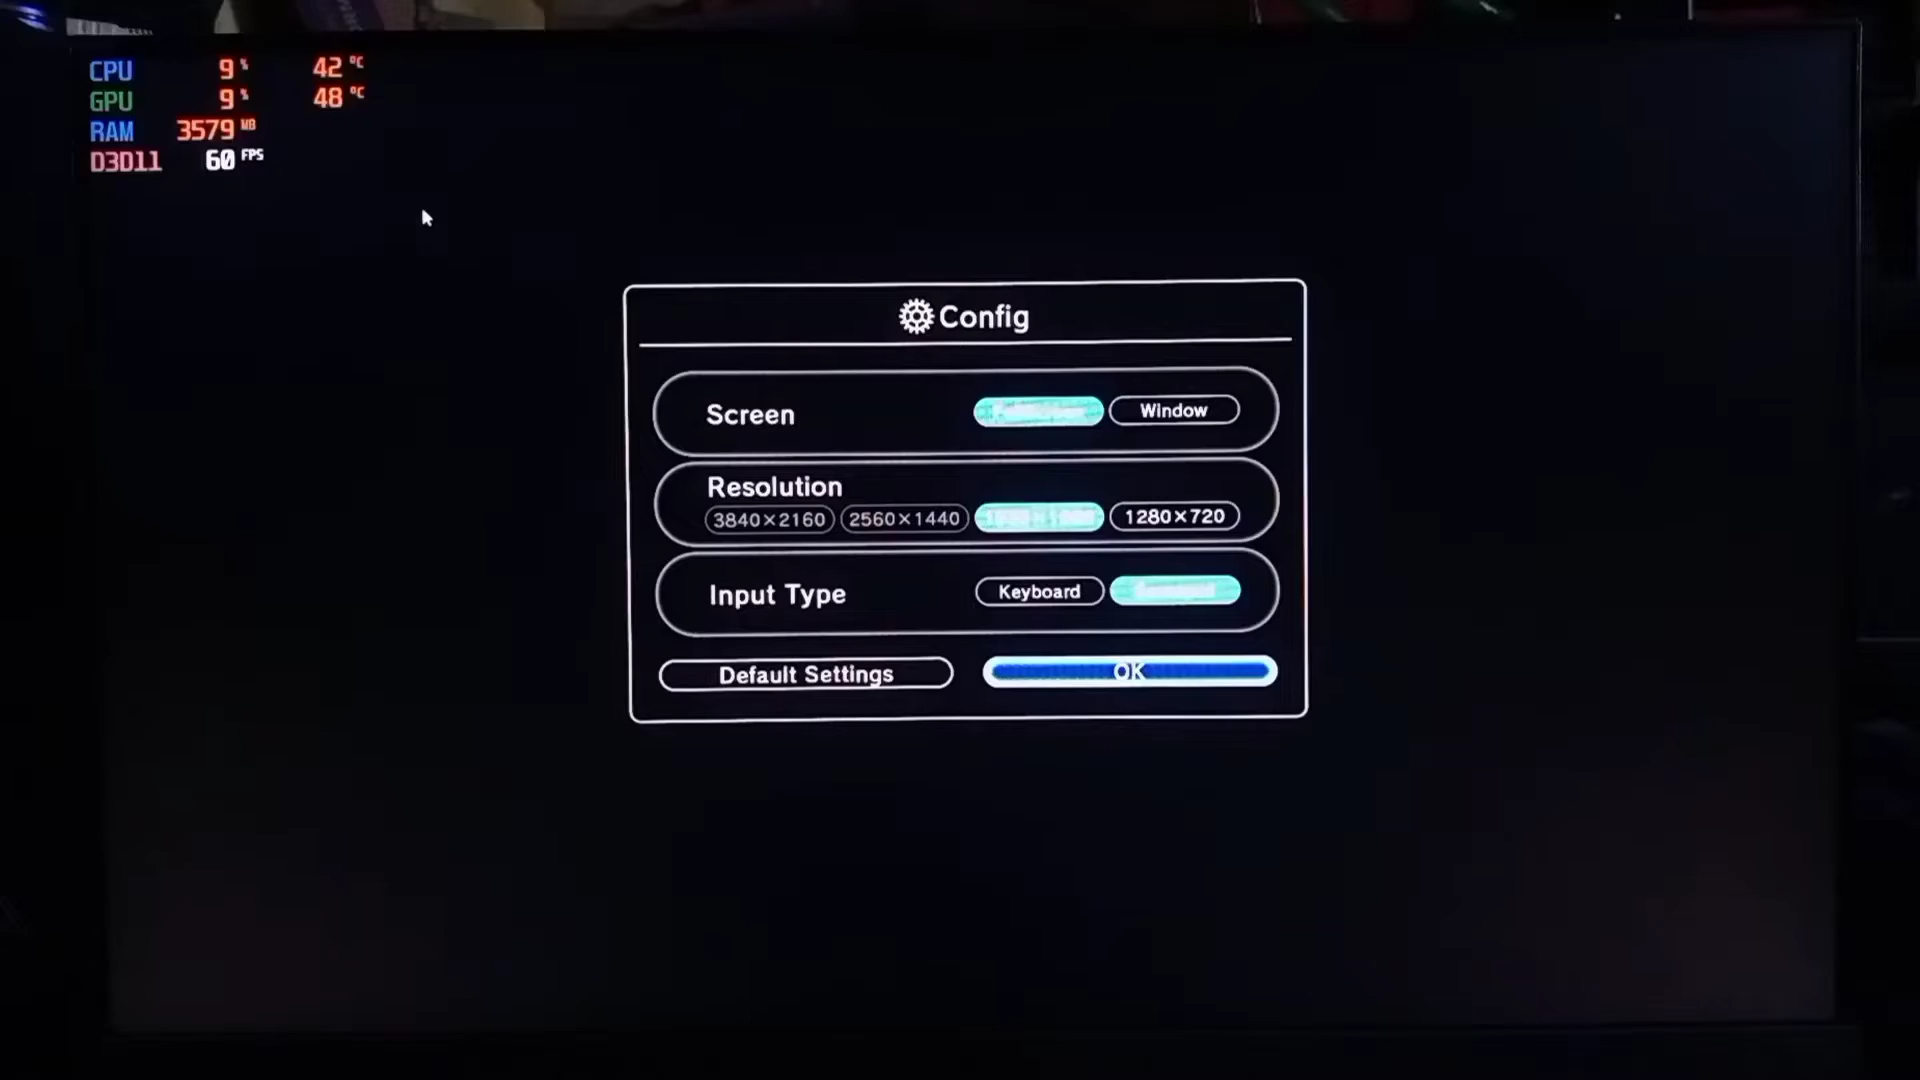 CPU 9 % 42 °C
GPU 9 % 48 °C
RAM 3579 MB
D3D11 60 FPS
Config
Screen Window
Resolution
3840×2160 2560×1440 1280×720
Input Type Keyboard
Default Settings OK